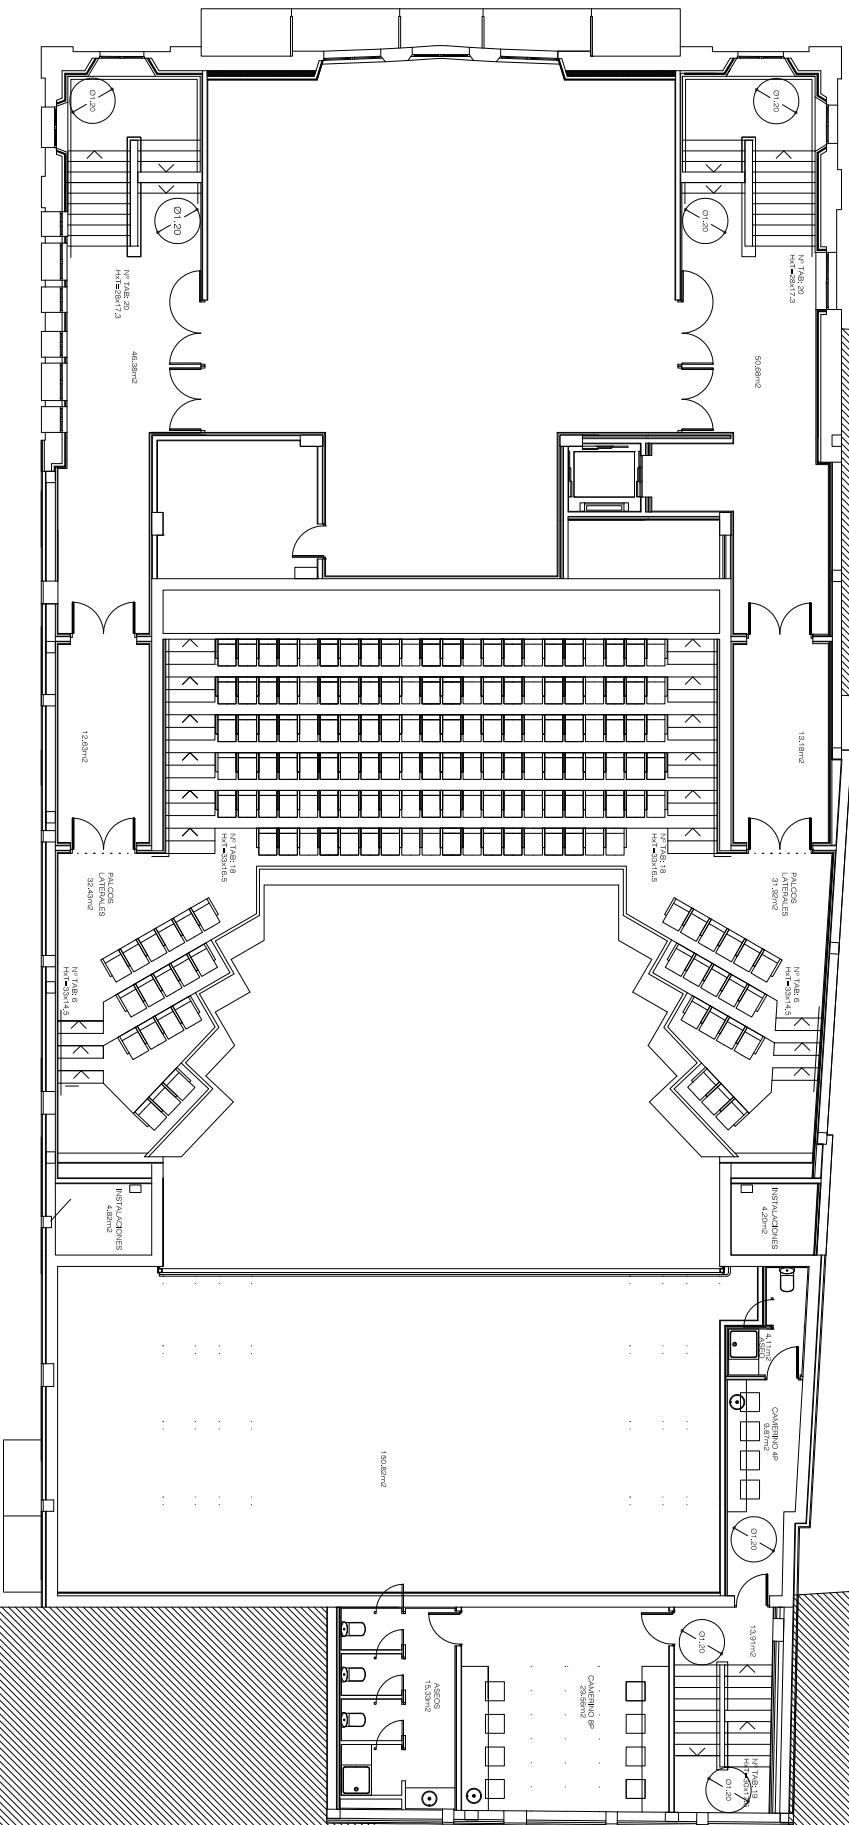 Ø1.20
Ø1.20
Ø1.20
Ø1.20
Nº TAB: 20
HxT=28x17.3
Nº TAB: 20
HxT=28x17.3
46.38m2
50.68m2
12.63m2
13.18m2
Nº TAB: 18
HxT=33x16.5
Nº TAB: 18
HxT=33x16.5
PALCOS
LATERALES
32.43m2
PALCOS
LATERALES
31.92m2
Nº TAB: 6
HxT=33x14.5
Nº TAB: 6
HxT=33x14.5
INSTALACIONES
4.82m2
INSTALACIONES
4.20m2
ASEO
4.11m2
CAMERINO 4P
9.87m2
150.82m2
Ø1.20
Ø1.20
13.91m2
ASEOS
15.33m2
CAMERINO 8P
29.56m2
Nº TAB: 19
Ø1.20